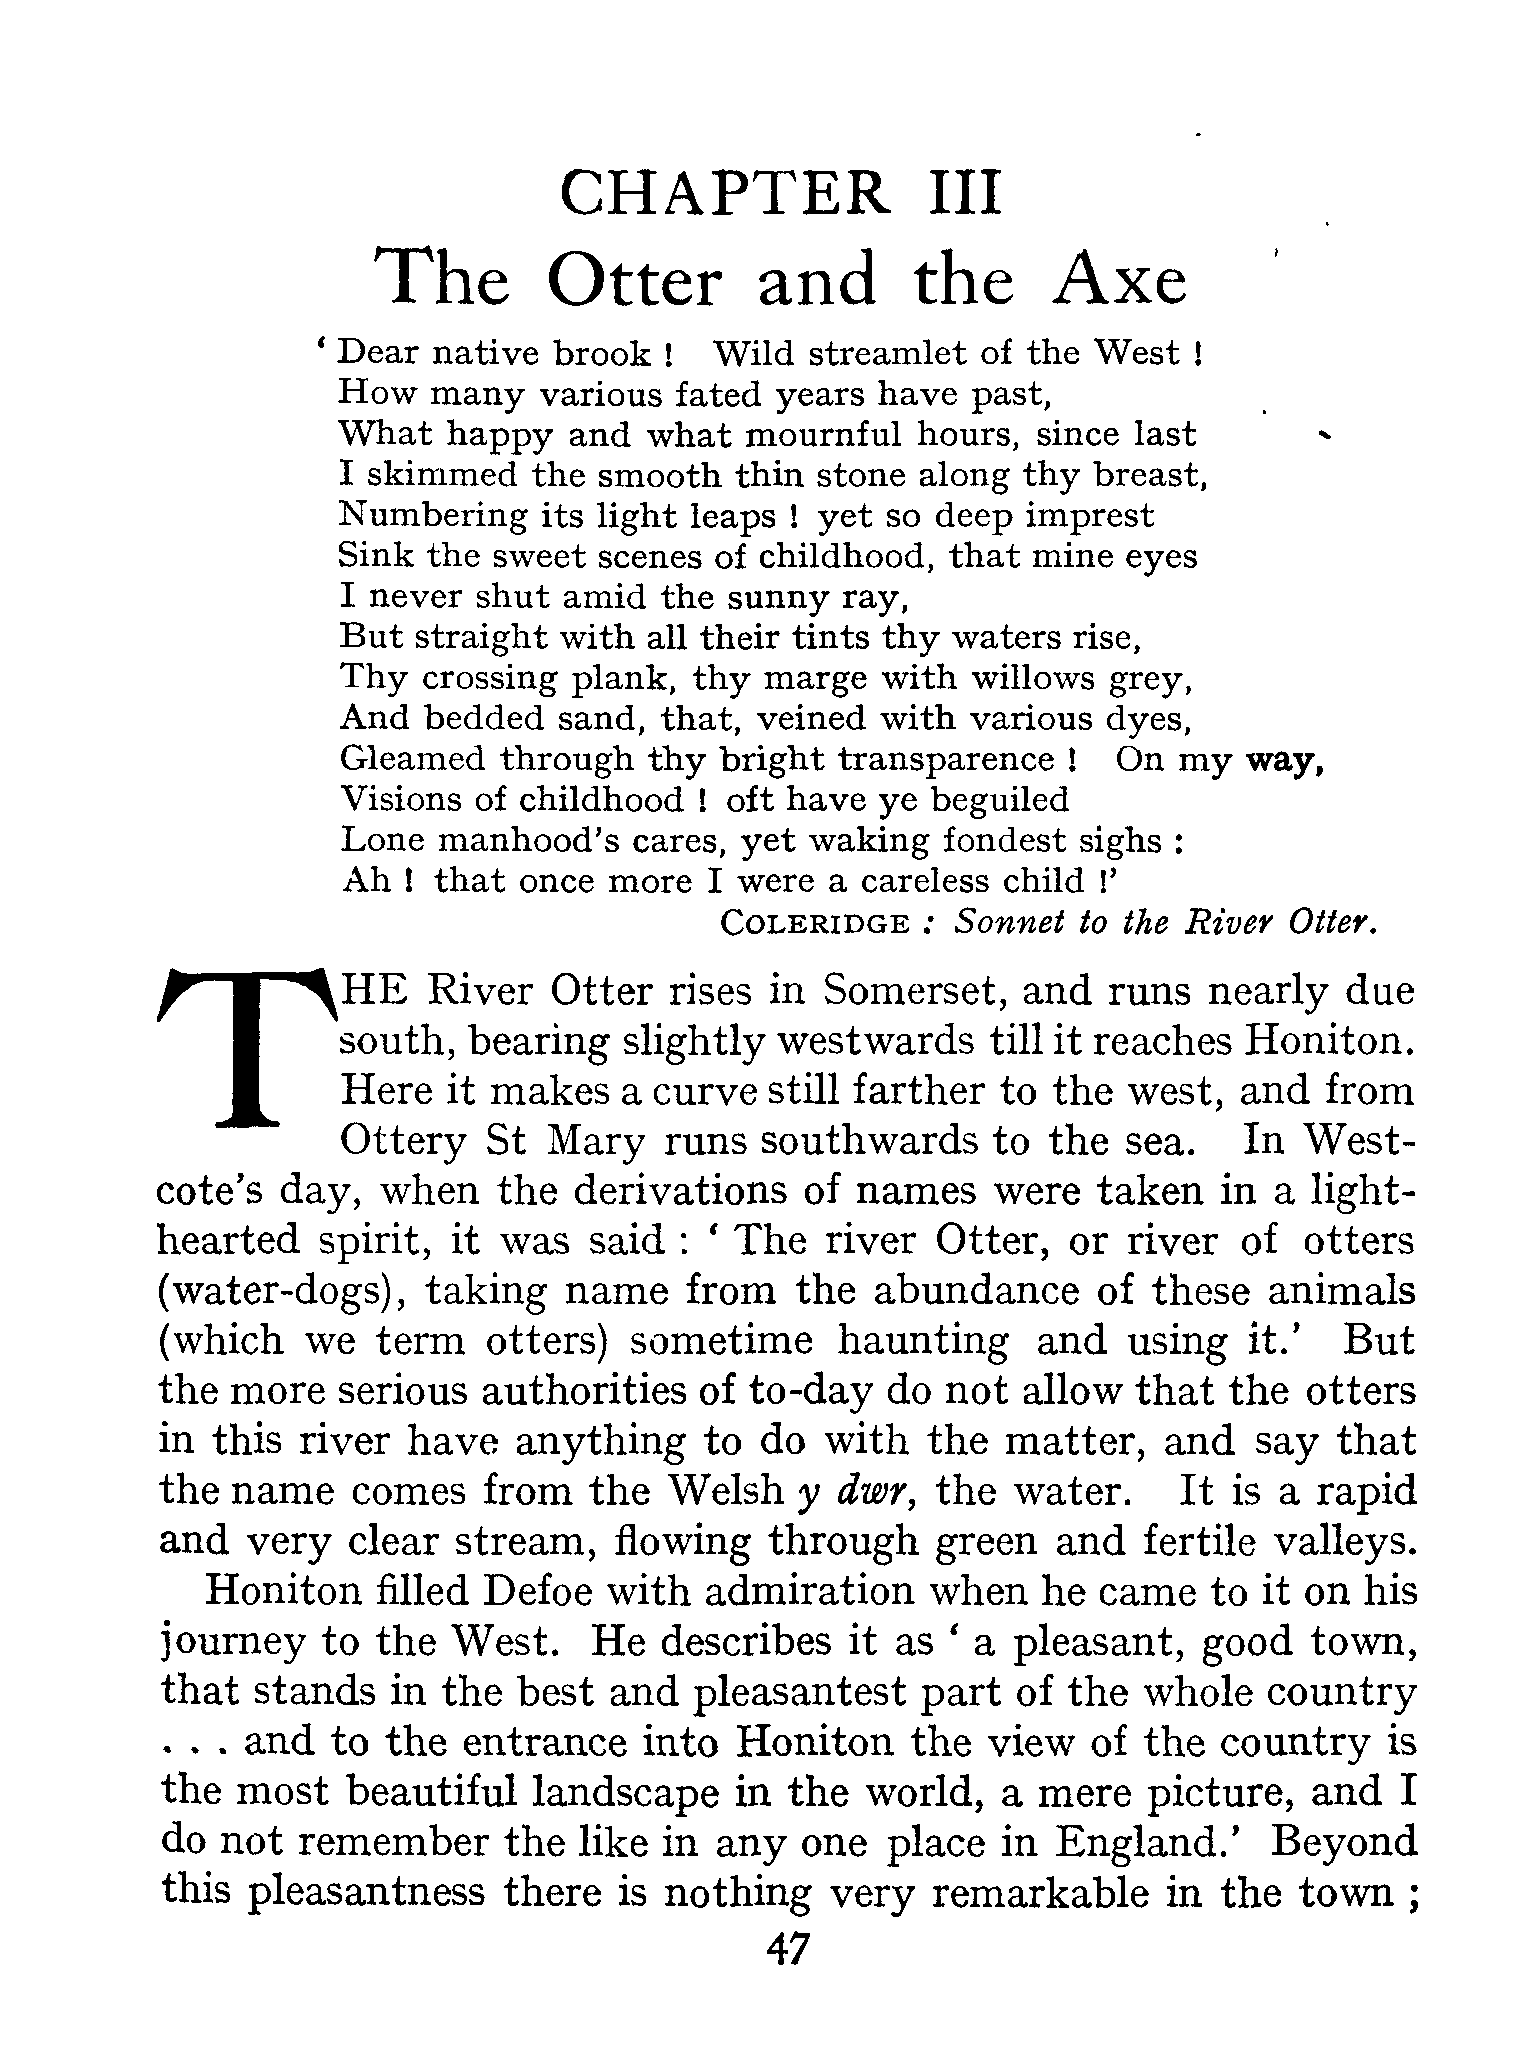 CHAPTER III
The Otter and the Axe
‘ Dear native brook ! Wild streamlet of the West !
How many various fated years have past,
What happy and what mournful hours, since last
I skimmed the smooth thin stone along thy breast,
Numbering its light leaps ! yet so deep imprest
Sink the sweet scenes of childhood, that mine eyes
I never shut amid the sunny ray,
But straight with all their tints thy waters rise,
Thy crossing plank, thy marge with willows grey,
And bedded sand, that, veined with various dyes,
Gleamed through thy bright transparence ! On my way,
Visions of childhood ! oft have ye beguiled
Lone manhood’s cares, yet waking fondest sighs :
Ah ! that once more I were a careless child !’
COLERIDGE : Sonnet to the River Otter.
THE River Otter rises in Somerset, and runs nearly due
south, bearing slightly westwards till it reaches Honiton.
Here it makes a curve still farther to the west, and from
Ottery St Mary runs southwards to the sea. In West-
cote’s day, when the derivations of names were taken in a light-
hearted spirit, it was said : ‘ The river Otter, or river of otters
(water-dogs), taking name from the abundance of these animals
(which we term otters) sometime haunting and using it.’ But
the more serious authorities of to-day do not allow that the otters
in this river have anything to do with the matter, and say that
the name comes from the Welsh y dwr, the water. It is a rapid
and very clear stream, flowing through green and fertile valleys.
Honiton filled Defoe with admiration when he came to it on his
journey to the West. He describes it as ‘ a pleasant, good town,
that stands in the best and pleasantest part of the whole country
. . . and to the entrance into Honiton the view of the country is
the most beautiful landscape in the world, a mere picture, and I
do not remember the like in any one place in England.’ Beyond
this pleasantness there is nothing very remarkable in the town ;
47